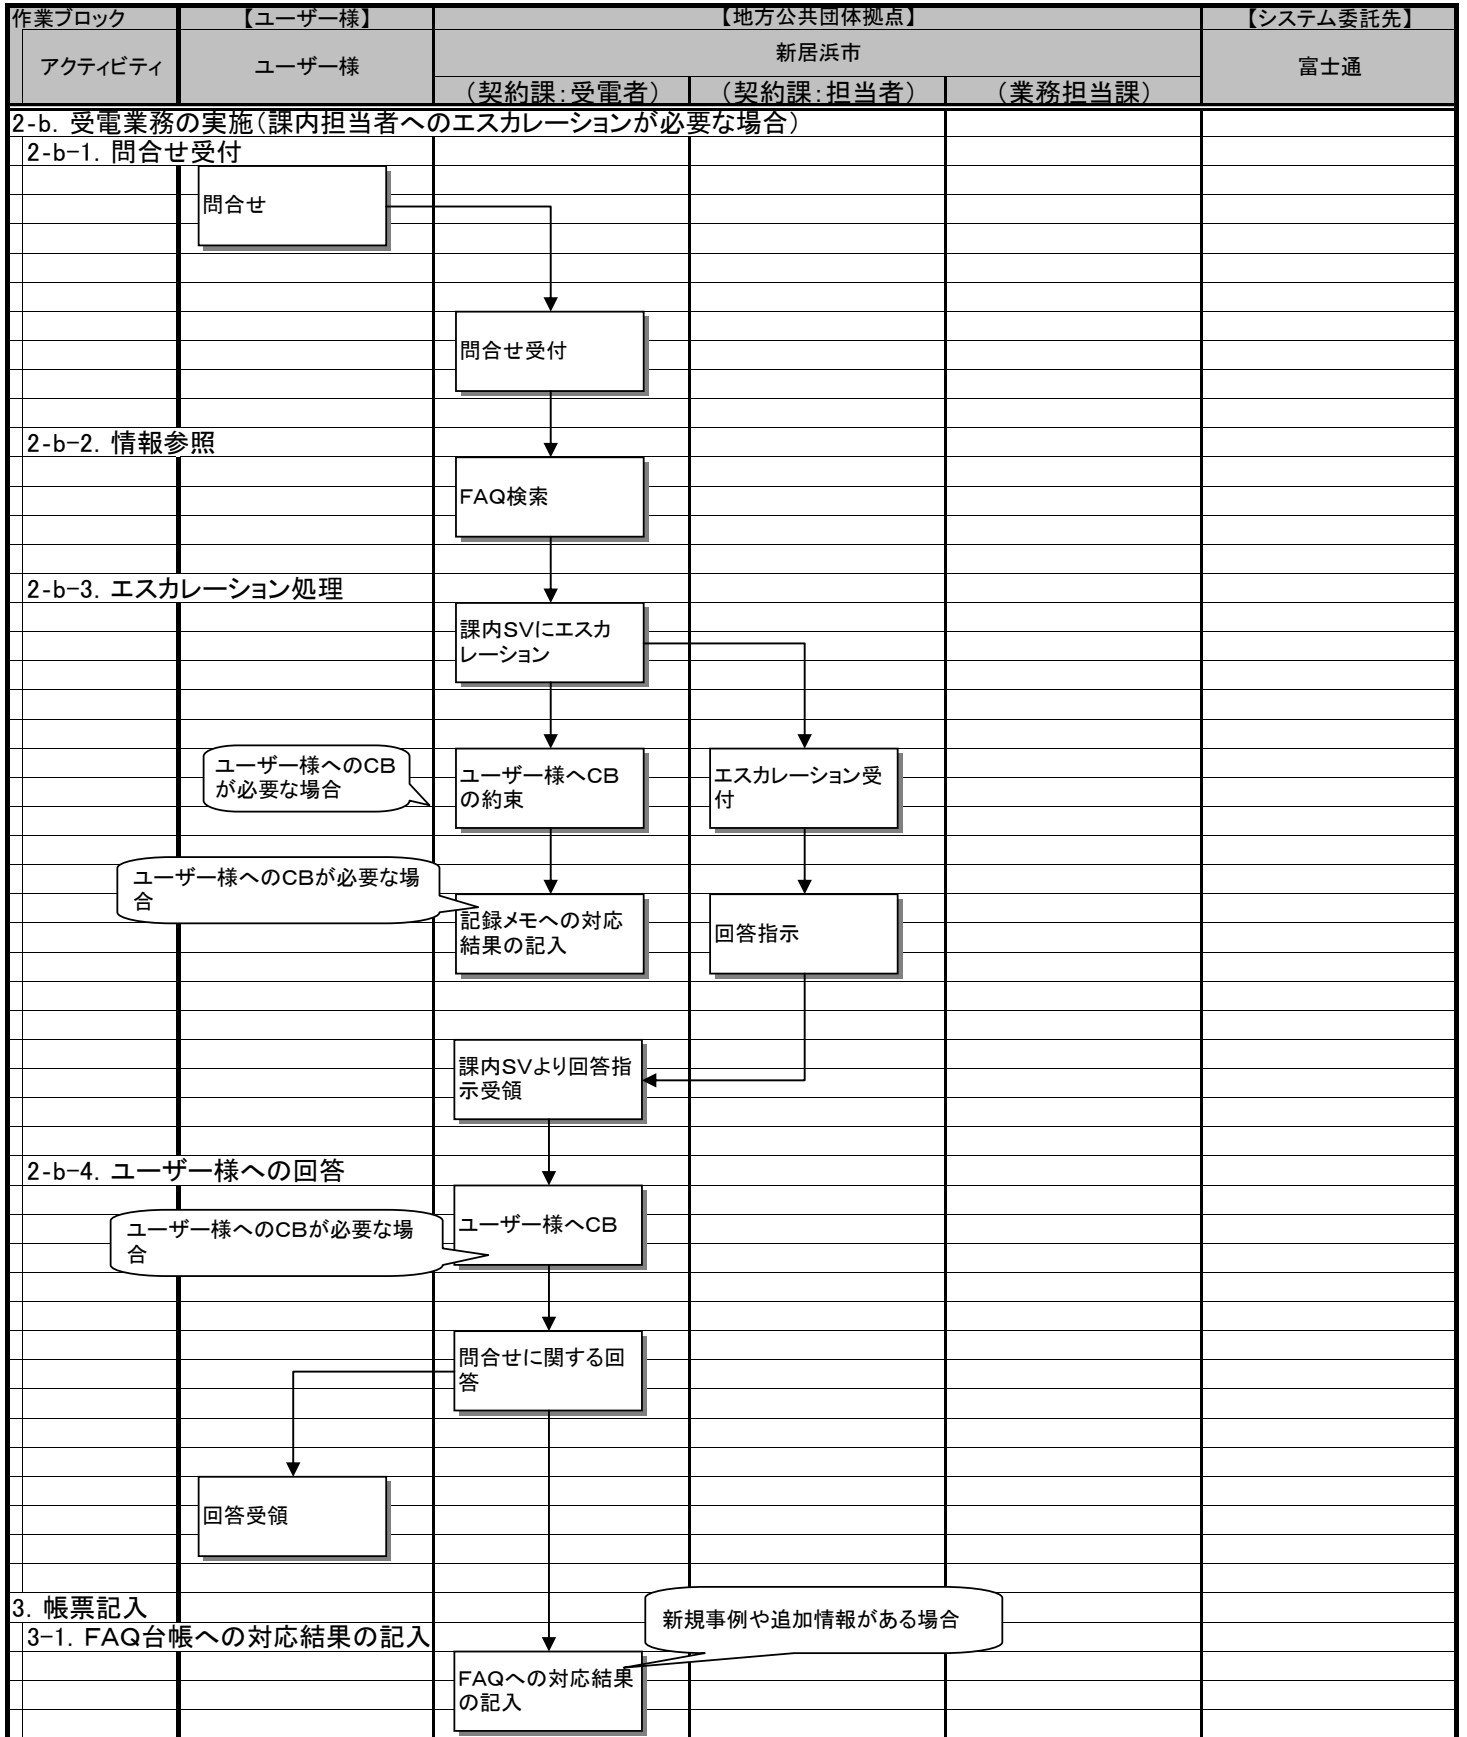 作業ブロック
【ユーザー様】
【地方公共団体拠点】
【システム委託先】
アクティビティ
ユーザー様
新居浜市
富士通
（契約課：受電者）
（契約課：担当者）
（業務担当課）
2-b．受電業務の実施（課内担当者へのエスカレーションが必要な場合）
2-b-1．問合せ受付
問合せ
問合せ受付
2-b-2．情報参照
FAQ検索
2-b-3．エスカレーション処理
課内SVにエスカ
レーション
ユーザー様へのCB
が必要な場合
ユーザー様へCB
の約束
エスカレーション受
付
ユーザー様へのCBが必要な場
合
記録メモへの対応
結果の記入
回答指示
課内SVより回答指
示受領
2-b-4．ユーザー様への回答
ユーザー様へのCBが必要な場
合
ユーザー様へCB
問合せに関する回
答
回答受領
3．帳票記入
新規事例や追加情報がある場合
3-1．FAQ台帳への対応結果の記入
FAQへの対応結果
の記入